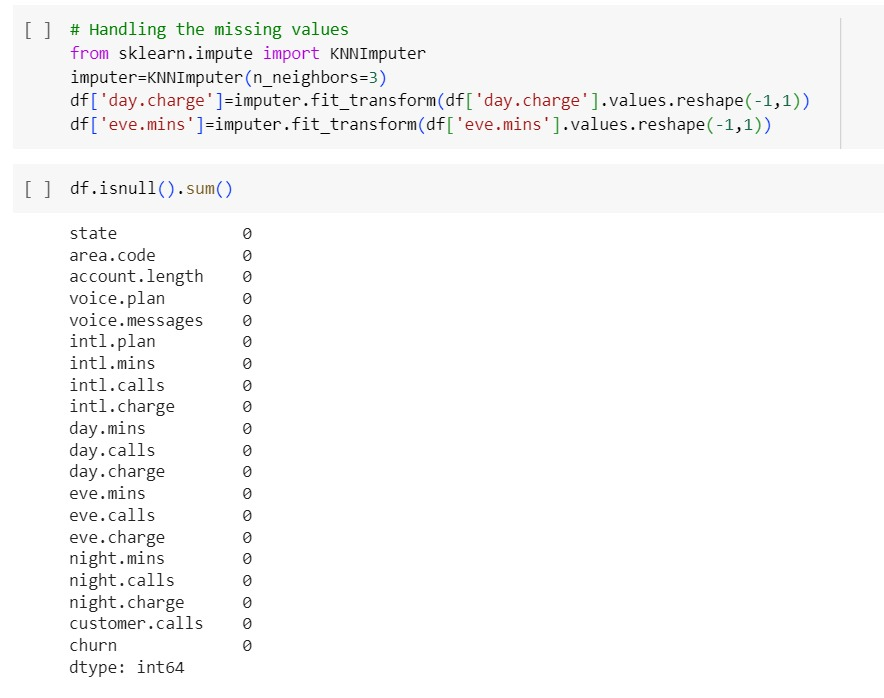 [ ] # Handling the missing values
from sklearn.impute import KNNImputer
imputer=KNNImputer(n_neighbors=3)
df['day.charge']=imputer.fit_transform(df['day.charge'].values.reshape(-1,1))
df['eve.mins']=imputer.fit_transform(df['eve.mins'].values.reshape(-1,1))
[ ] df.isnull().sum()
state 0
area.code 0
account.length 0
voice.plan 0
voice.messages 0
intl.plan 0
intl.mins 0
intl.calls 0
intl.charge 0
day.mins 0
day.calls 0
day.charge 0
eve.mins 0
eve.calls 0
eve.charge 0
night.mins 0
night.calls 0
night.charge 0
customer.calls 0
churn 0
dtype: int64